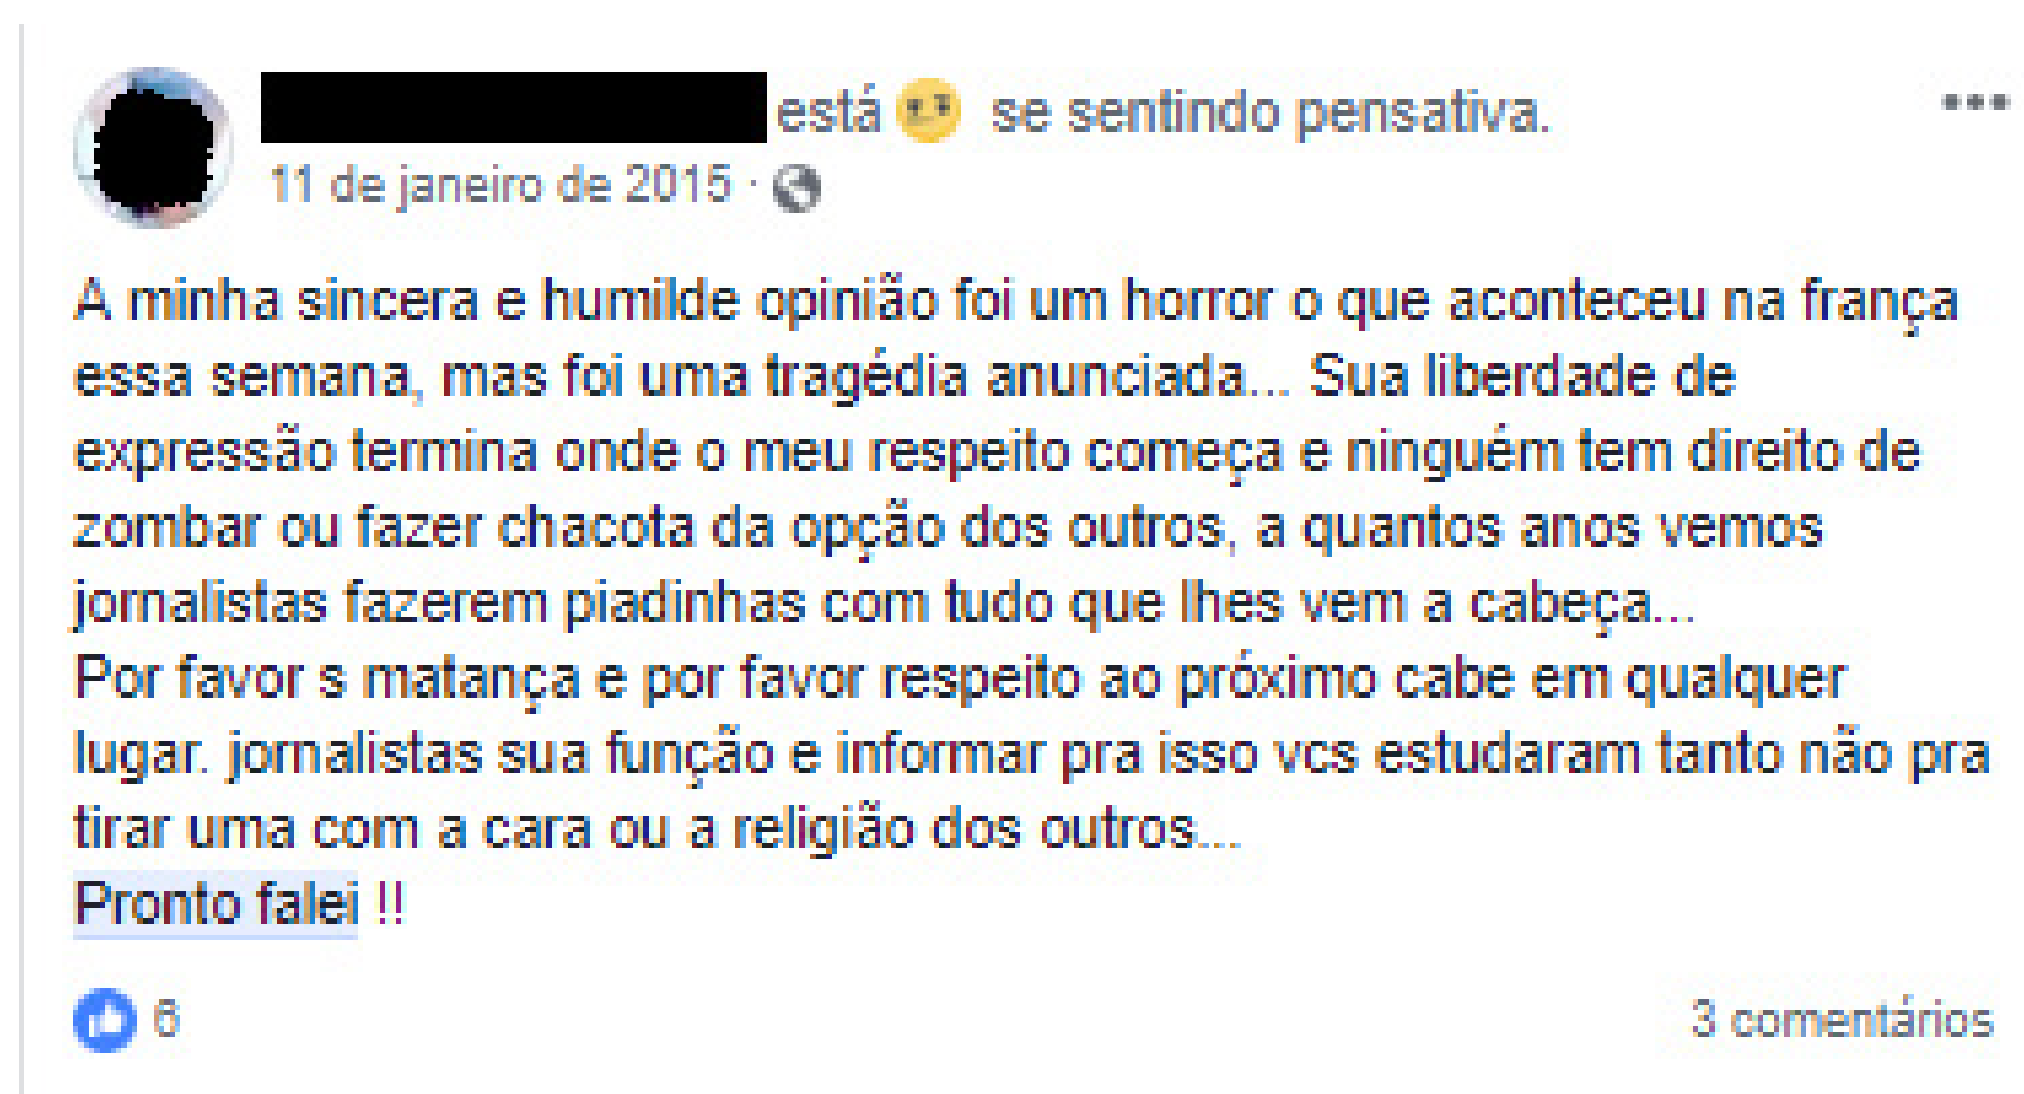 está se sentindo pensativa.
11 de janeiro de 2015 ·
A minha sincera e humilde opinião foi um horror o que aconteceu na frança
essa semana, mas foi uma tragédia anunciada... Sua liberdade de
expressão termina onde o meu respeito começa e ninguém tem direito de
zombar ou fazer chacota da opção dos outros, a quantos anos vemos
jornalistas fazerem piadinhas com tudo que lhes vem a cabeça...
Por favor s matança e por favor respeito ao próximo cabe em qualquer
lugar. jornalistas sua função e informar pra isso vcs estudaram tanto não pra
tirar uma com a cara ou a religião dos outros...
Pronto falei !!
6
3 comentários